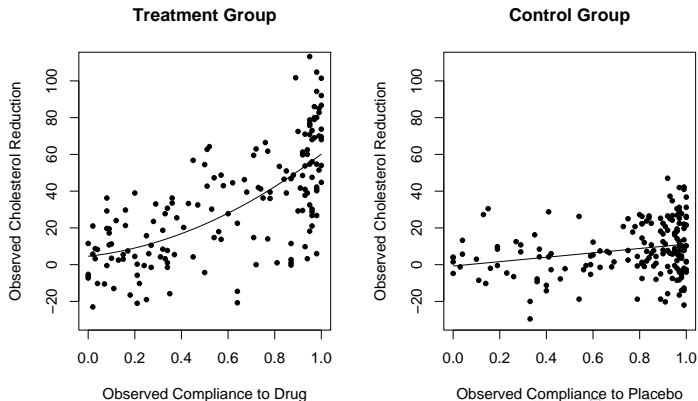 Treatment Group
Observed Cholesterol Reduction
−20 0 20 40 60 80 100
0.0 0.2 0.4 0.6 0.8 1.0
Observed Compliance to Drug
Control Group
Observed Cholesterol Reduction
−20 0 20 40 60 80 100
0.0 0.2 0.4 0.6 0.8 1.0
Observed Compliance to Placebo